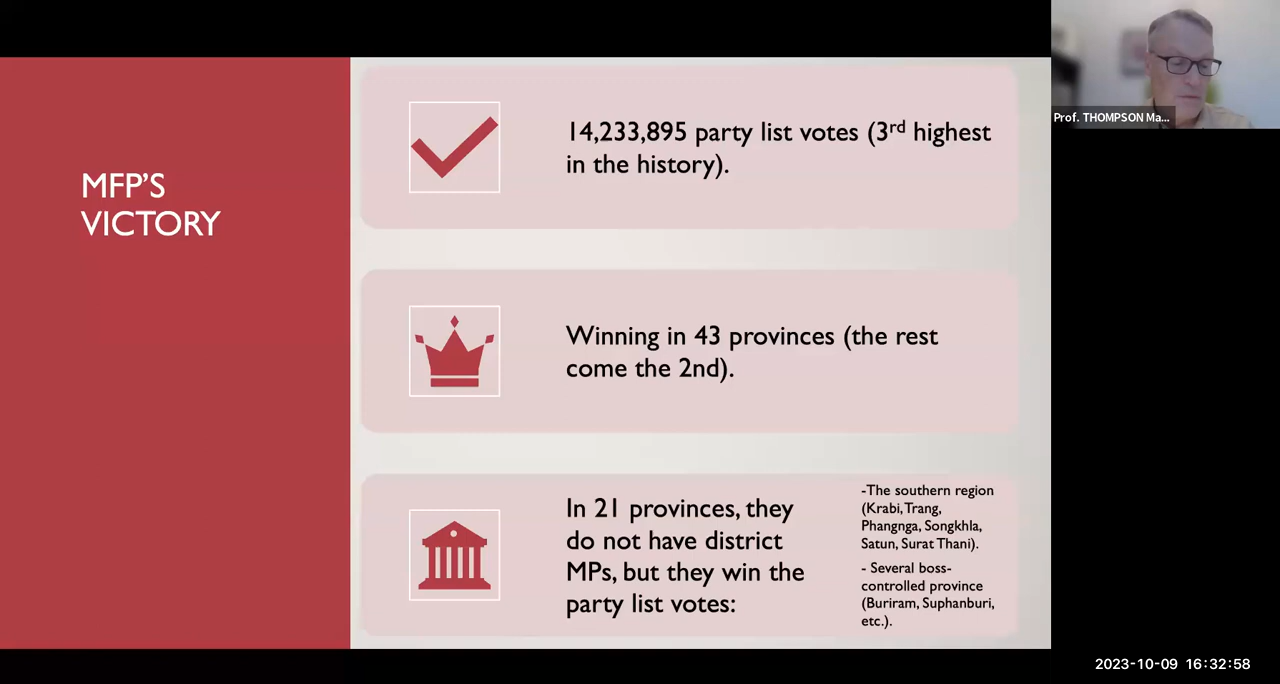 MFP'S
VICTORY
14,233,895 party list votes (3rd highest
in the history).
Winning in 43 provinces (the rest
come the 2nd).
In 21 provinces, they
do not have district
MPs, but they win the
party list votes:
-The southern region
(Krabi, Trang,
Phangnga, Songkhla,
Satun, Surat Thani).
- Several boss-
controlled province
(Buriram, Suphanburi,
etc.).
Prof. THOMPSON Ma...
2023-10-09 16:32:58